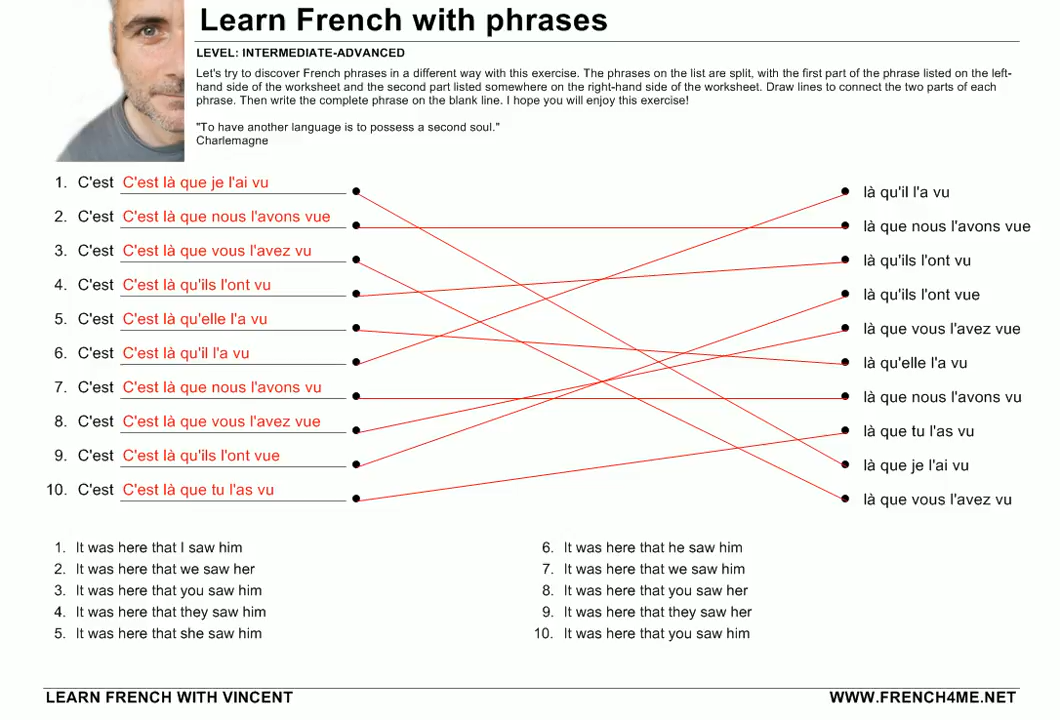 Learn French with phrases
LEVEL: INTERMEDIATE-ADVANCED
Let's try to discover French phrases in a different way with this exercise. The phrases on the list are split, with the first part of the phrase listed on the left-
hand side of the worksheet and the second part listed somewhere on the right-hand side of the worksheet. Draw lines to connect the two parts of each
phrase. Then write the complete phrase on the blank line. I hope you will enjoy this exercise!
"To have another language is to possess a second soul."
Charlemagne
1. C'est C'est là que je l'ai vu
2. C'est C'est là que nous l'avons vue
3. C'est C'est là que vous l'avez vu
4. C'est C'est là qu'ils l'ont vu
5. C'est C'est là qu'elle l'a vu
6. C'est C'est là qu'il l'a vu
7. C'est C'est là que nous l'avons vu
8. C'est C'est là que vous l'avez vue
9. C'est C'est là qu'ils l'ont vue
10. C'est C'est là que tu l'as vu
là qu'il l'a vu
là que nous l'avons vue
là qu'ils l'ont vu
là qu'ils l'ont vue
là que vous l'avez vue
là qu'elle l'a vu
là que nous l'avons vu
là que tu l'as vu
là que je l'ai vu
là que vous l'avez vu
1. It was here that I saw him
2. It was here that we saw her
3. It was here that you saw him
4. It was here that they saw him
5. It was here that she saw him
6. It was here that he saw him
7. It was here that we saw him
8. It was here that you saw her
9. It was here that they saw her
10. It was here that you saw him
LEARN FRENCH WITH VINCENT
WWW.FRENCH4ME.NET